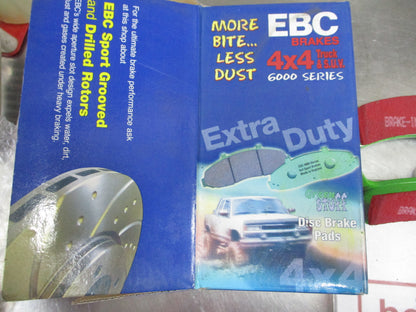 For the ultimate brake performance ask
at this shop about
EBC Sport Grooved
and Drilled Rotors
EBC's wide aperture slot design expels water, dirt,
dust and gases created under heavy braking.
MORE
BITE...
LESS
DUST
EBC
BRAKES
4x4 Truck
& S.U.V.
6000 SERIES
Extra Duty
Disc Brake
Pads
4x4
BRAKE-IN